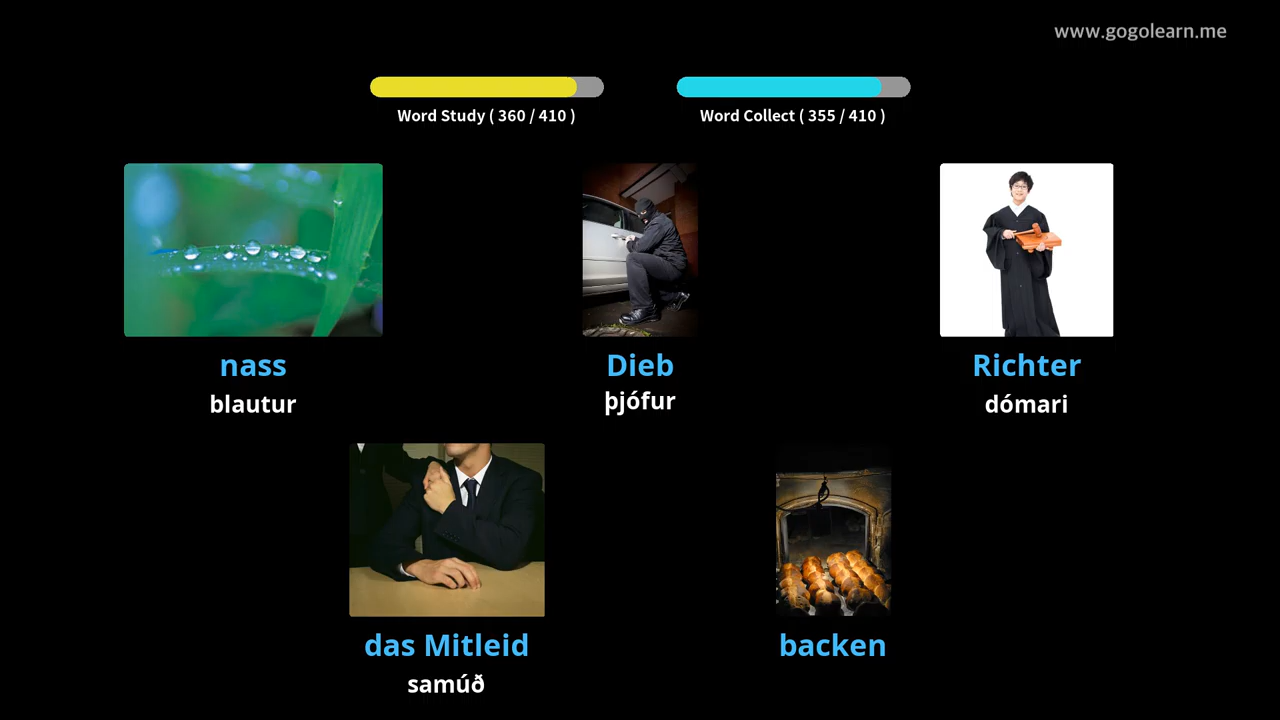 www.gogolearn.me
Word Study ( 360 / 410 )
Word Collect ( 355 / 410 )
nass
blautur
Dieb
þjófur
Richter
dómari
das Mitleid
samúð
backen